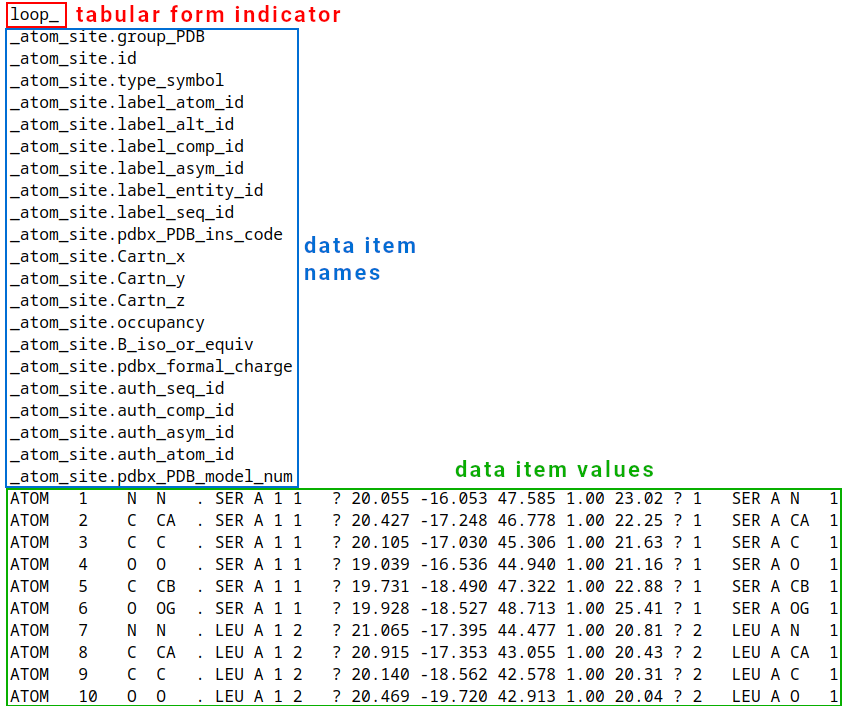 loop_ tabular form indicator
_atom_site.group_PDB
_atom_site.id
_atom_site.type_symbol
_atom_site.label_atom_id
_atom_site.label_alt_id
_atom_site.label_comp_id
_atom_site.label_asym_id
_atom_site.label_entity_id
_atom_site.label_seq_id
_atom_site.pdbx_PDB_ins_code
_atom_site.Cartn_x
_atom_site.Cartn_y
_atom_site.Cartn_z
_atom_site.occupancy
_atom_site.B_iso_or_equiv
_atom_site.pdbx_formal_charge
_atom_site.auth_seq_id
_atom_site.auth_comp_id
_atom_site.auth_asym_id
_atom_site.auth_atom_id
_atom_site.pdbx_PDB_model_num
data item
names
data item values
ATOM 1 N N . SER A 1 1 ? 20.055 -16.053 47.585 1.00 23.02 ? 1 SER A N 1
ATOM 2 C CA . SER A 1 1 ? 20.427 -17.248 46.778 1.00 22.25 ? 1 SER A CA 1
ATOM 3 C C . SER A 1 1 ? 20.105 -17.030 45.306 1.00 21.63 ? 1 SER A C 1
ATOM 4 O O . SER A 1 1 ? 19.039 -16.536 44.940 1.00 21.16 ? 1 SER A O 1
ATOM 5 C CB . SER A 1 1 ? 19.731 -18.490 47.322 1.00 22.88 ? 1 SER A CB 1
ATOM 6 O OG . SER A 1 1 ? 19.928 -18.527 48.713 1.00 25.41 ? 1 SER A OG 1
ATOM 7 N N . LEU A 1 2 ? 21.065 -17.395 44.477 1.00 20.81 ? 2 LEU A N 1
ATOM 8 C CA . LEU A 1 2 ? 20.915 -17.353 43.055 1.00 20.43 ? 2 LEU A CA 1
ATOM 9 C C . LEU A 1 2 ? 20.140 -18.562 42.578 1.00 20.31 ? 2 LEU A C 1
ATOM 10 O O . LEU A 1 2 ? 20.469 -19.720 42.913 1.00 20.04 ? 2 LEU A O 1